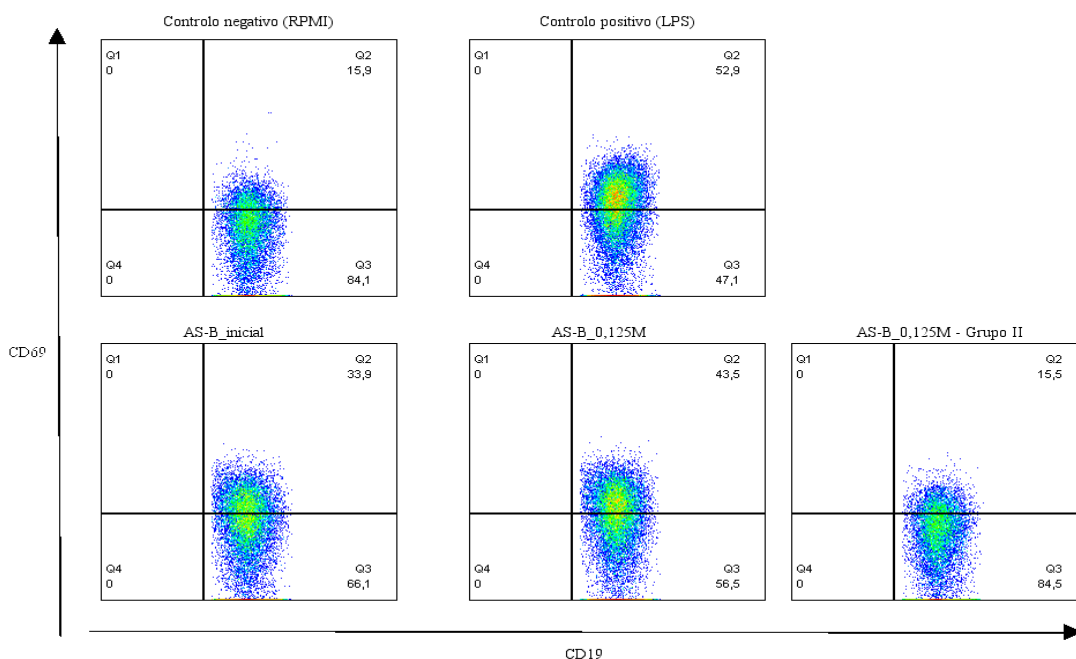 Controlo negativo (RPMI)
Q1
0
Q2
15,9
Q4
0
Q3
84,1
Controlo positivo (LPS)
Q1
0
Q2
52,9
Q4
0
Q3
47,1
CD69
AS-B_inicial
Q1
0
Q2
33,9
Q4
0
Q3
66,1
AS-B_0,125M
Q1
0
Q2
43,5
Q4
0
Q3
56,5
AS-B_0,125M - Grupo II
Q1
0
Q2
15,5
Q4
0
Q3
84,5
CD19